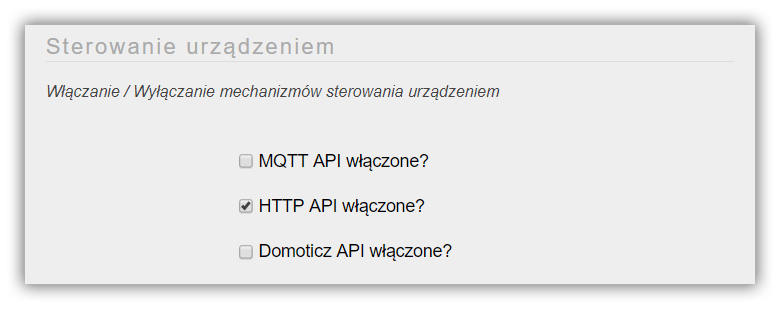 Sterowanie urządzeniem
Włączanie / Wyłączanie mechanizmów sterowania urządzeniem
MQTT API włączone?
HTTP API włączone?
Domoticz API włączone?